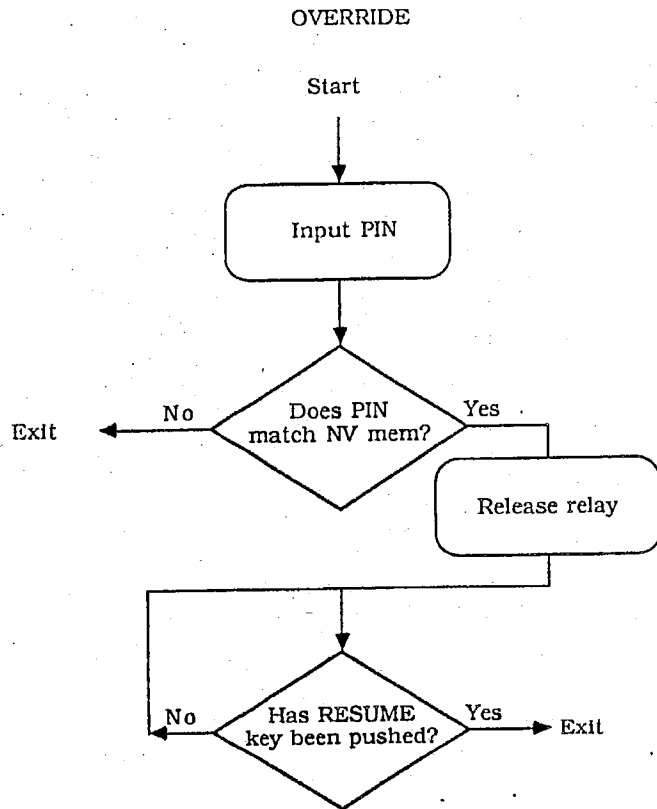 OVERRIDE
Start
Input PIN
No
Yes
Exit
Does PIN
match NV mem?
Release relay
No
Has RESUME
key been pushed?
Yes
Exit